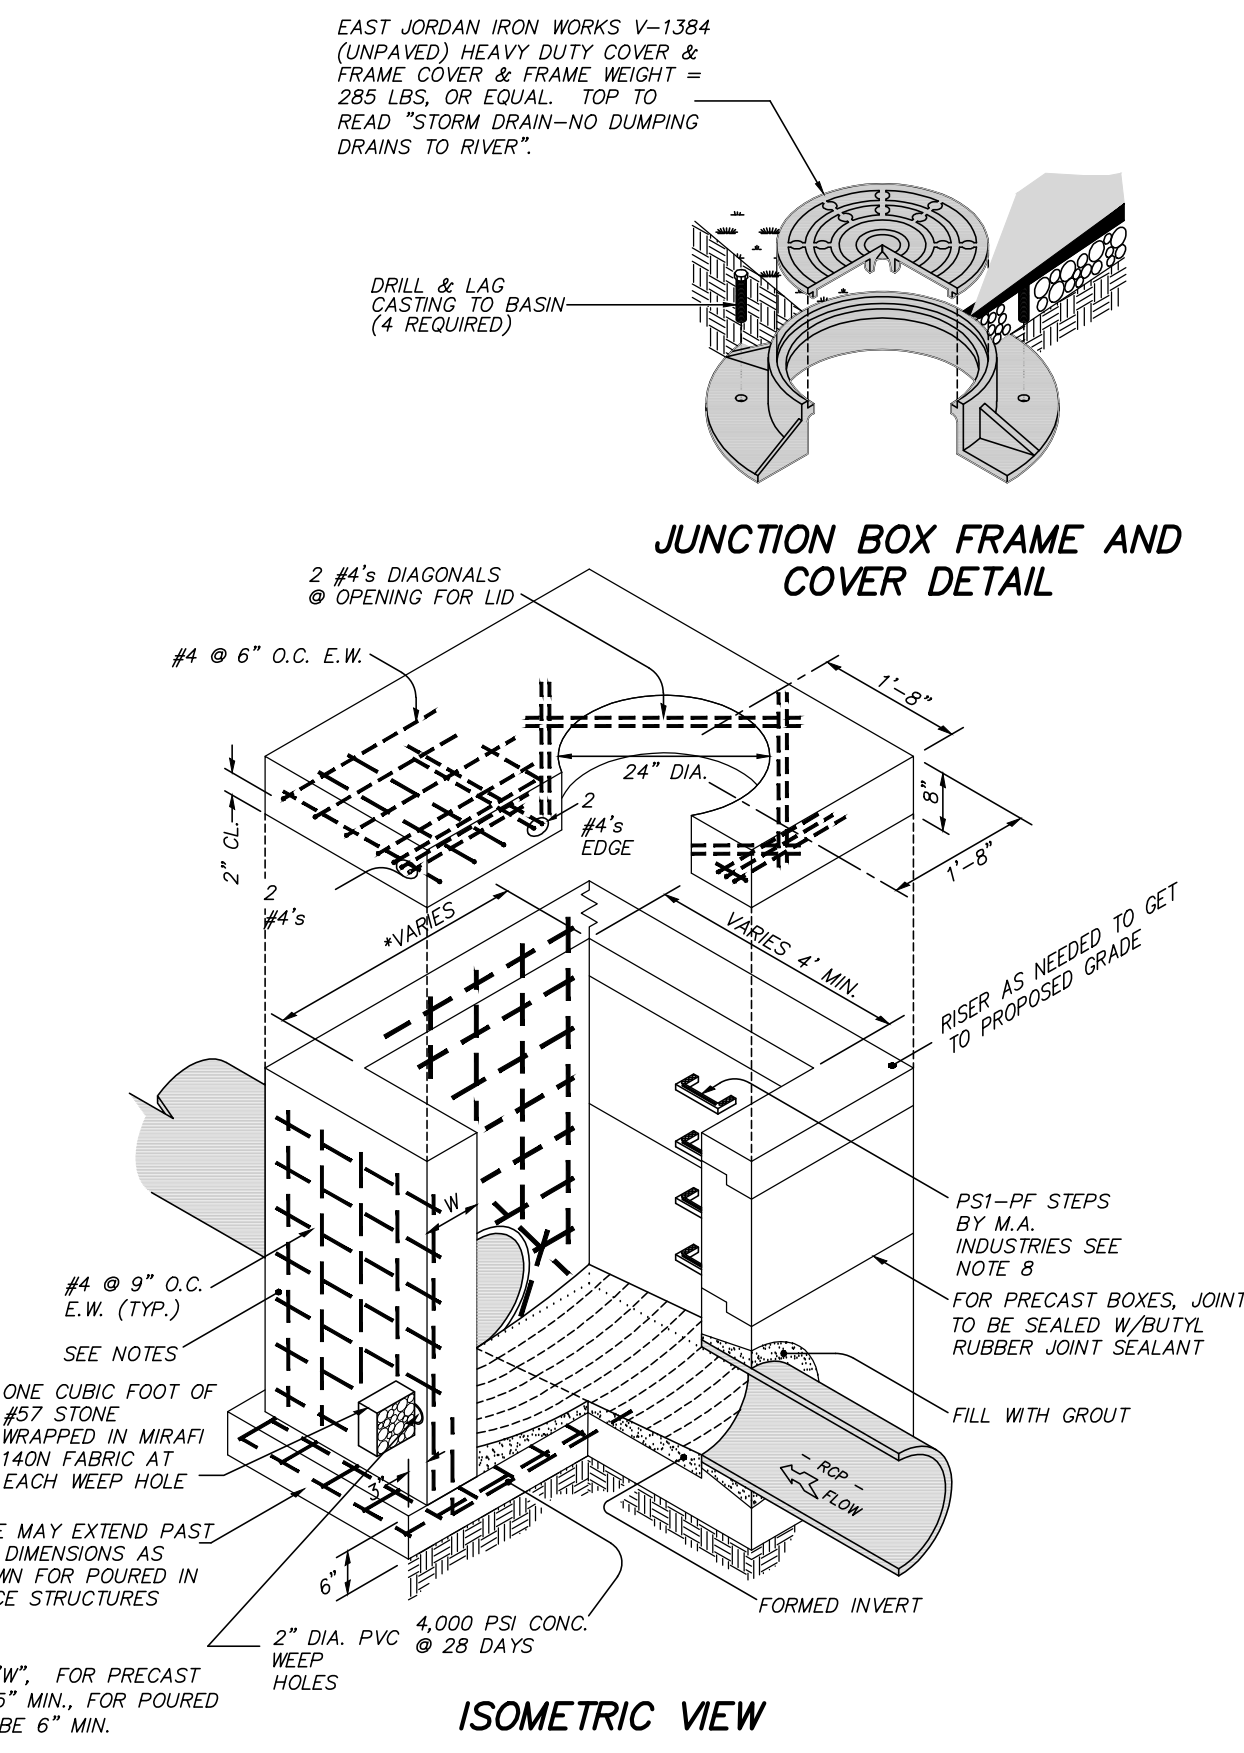 EAST JORDAN IRON WORKS V-1384
(UNPAVED) HEAVY DUTY COVER &
FRAME COVER & FRAME WEIGHT =
285 LBS, OR EQUAL. TOP TO
READ "STORM DRAIN-NO DUMPING
DRAINS TO RIVER".
DRILL & LAG
CASTING TO BASIN
(4 REQUIRED)
JUNCTION BOX FRAME AND
COVER DETAIL
2 #4's DIAGONALS
@ OPENING FOR LID
#4 @ 6" O.C. E.W.
1'-8"
24" DIA.
8"
2" CL.
2
#4's
EDGE
1'-8"
2
#4's
*VARIES
VARIES 4' MIN.
RISER AS NEEDED TO GET
TO PROPOSED GRADE
W
PS1-PF STEPS
BY M.A.
INDUSTRIES SEE
NOTE 8
#4 @ 9" O.C.
E.W. (TYP.)
FOR PRECAST BOXES, JOINT
TO BE SEALED W/BUTYL
RUBBER JOINT SEALANT
SEE NOTES
ONE CUBIC FOOT OF
#57 STONE
WRAPPED IN MIRAFI
140N FABRIC AT
EACH WEEP HOLE
FILL WITH GROUT
- RCP -
FLOW
3"
E MAY EXTEND PAST
DIMENSIONS AS
WN FOR POURED IN
CE STRUCTURES
6"
FORMED INVERT
2" DIA. PVC
WEEP
HOLES
4,000 PSI CONC.
@ 28 DAYS
"W", FOR PRECAST
5" MIN., FOR POURED
BE 6" MIN.
ISOMETRIC VIEW